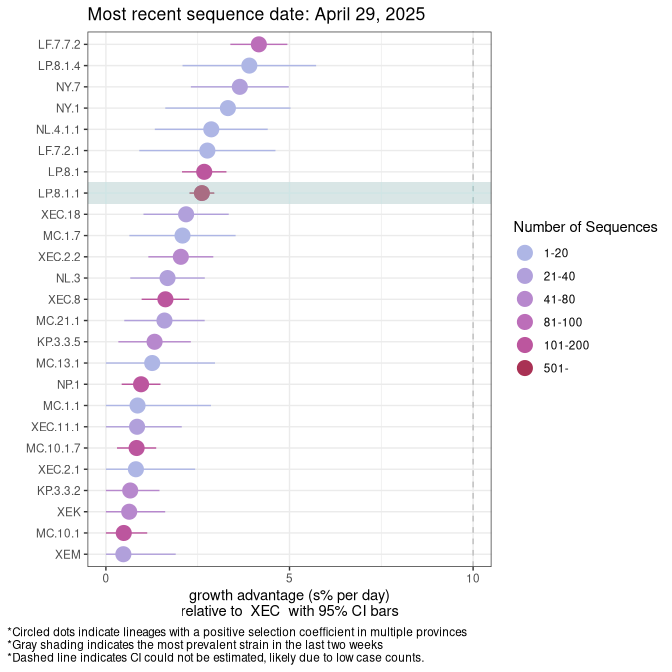 Most recent sequence date: April 29, 2025
LF.7.7.2
LP.8.1.4
NY.7
NY.1
NL.4.1.1
LF.7.2.1
LP.8.1
LP.8.1.1
XEC.18
MC.1.7
XEC.2.2
NL.3
XEC.8
MC.21.1
KP.3.3.5
MC.13.1
NP.1
MC.1.1
XEC.11.1
MC.10.1.7
XEC.2.1
KP.3.3.2
XEK
MC.10.1
XEM
0 5 10
growth advantage (s% per day)
relative to XEC with 95% CI bars
Number of Sequences
1-20
21-40
41-80
81-100
101-200
501-
*Circled dots indicate lineages with a positive selection coefficient in multiple provinces
*Gray shading indicates the most prevalent strain in the last two weeks
*Dashed line indicates CI could not be estimated, likely due to low case counts.